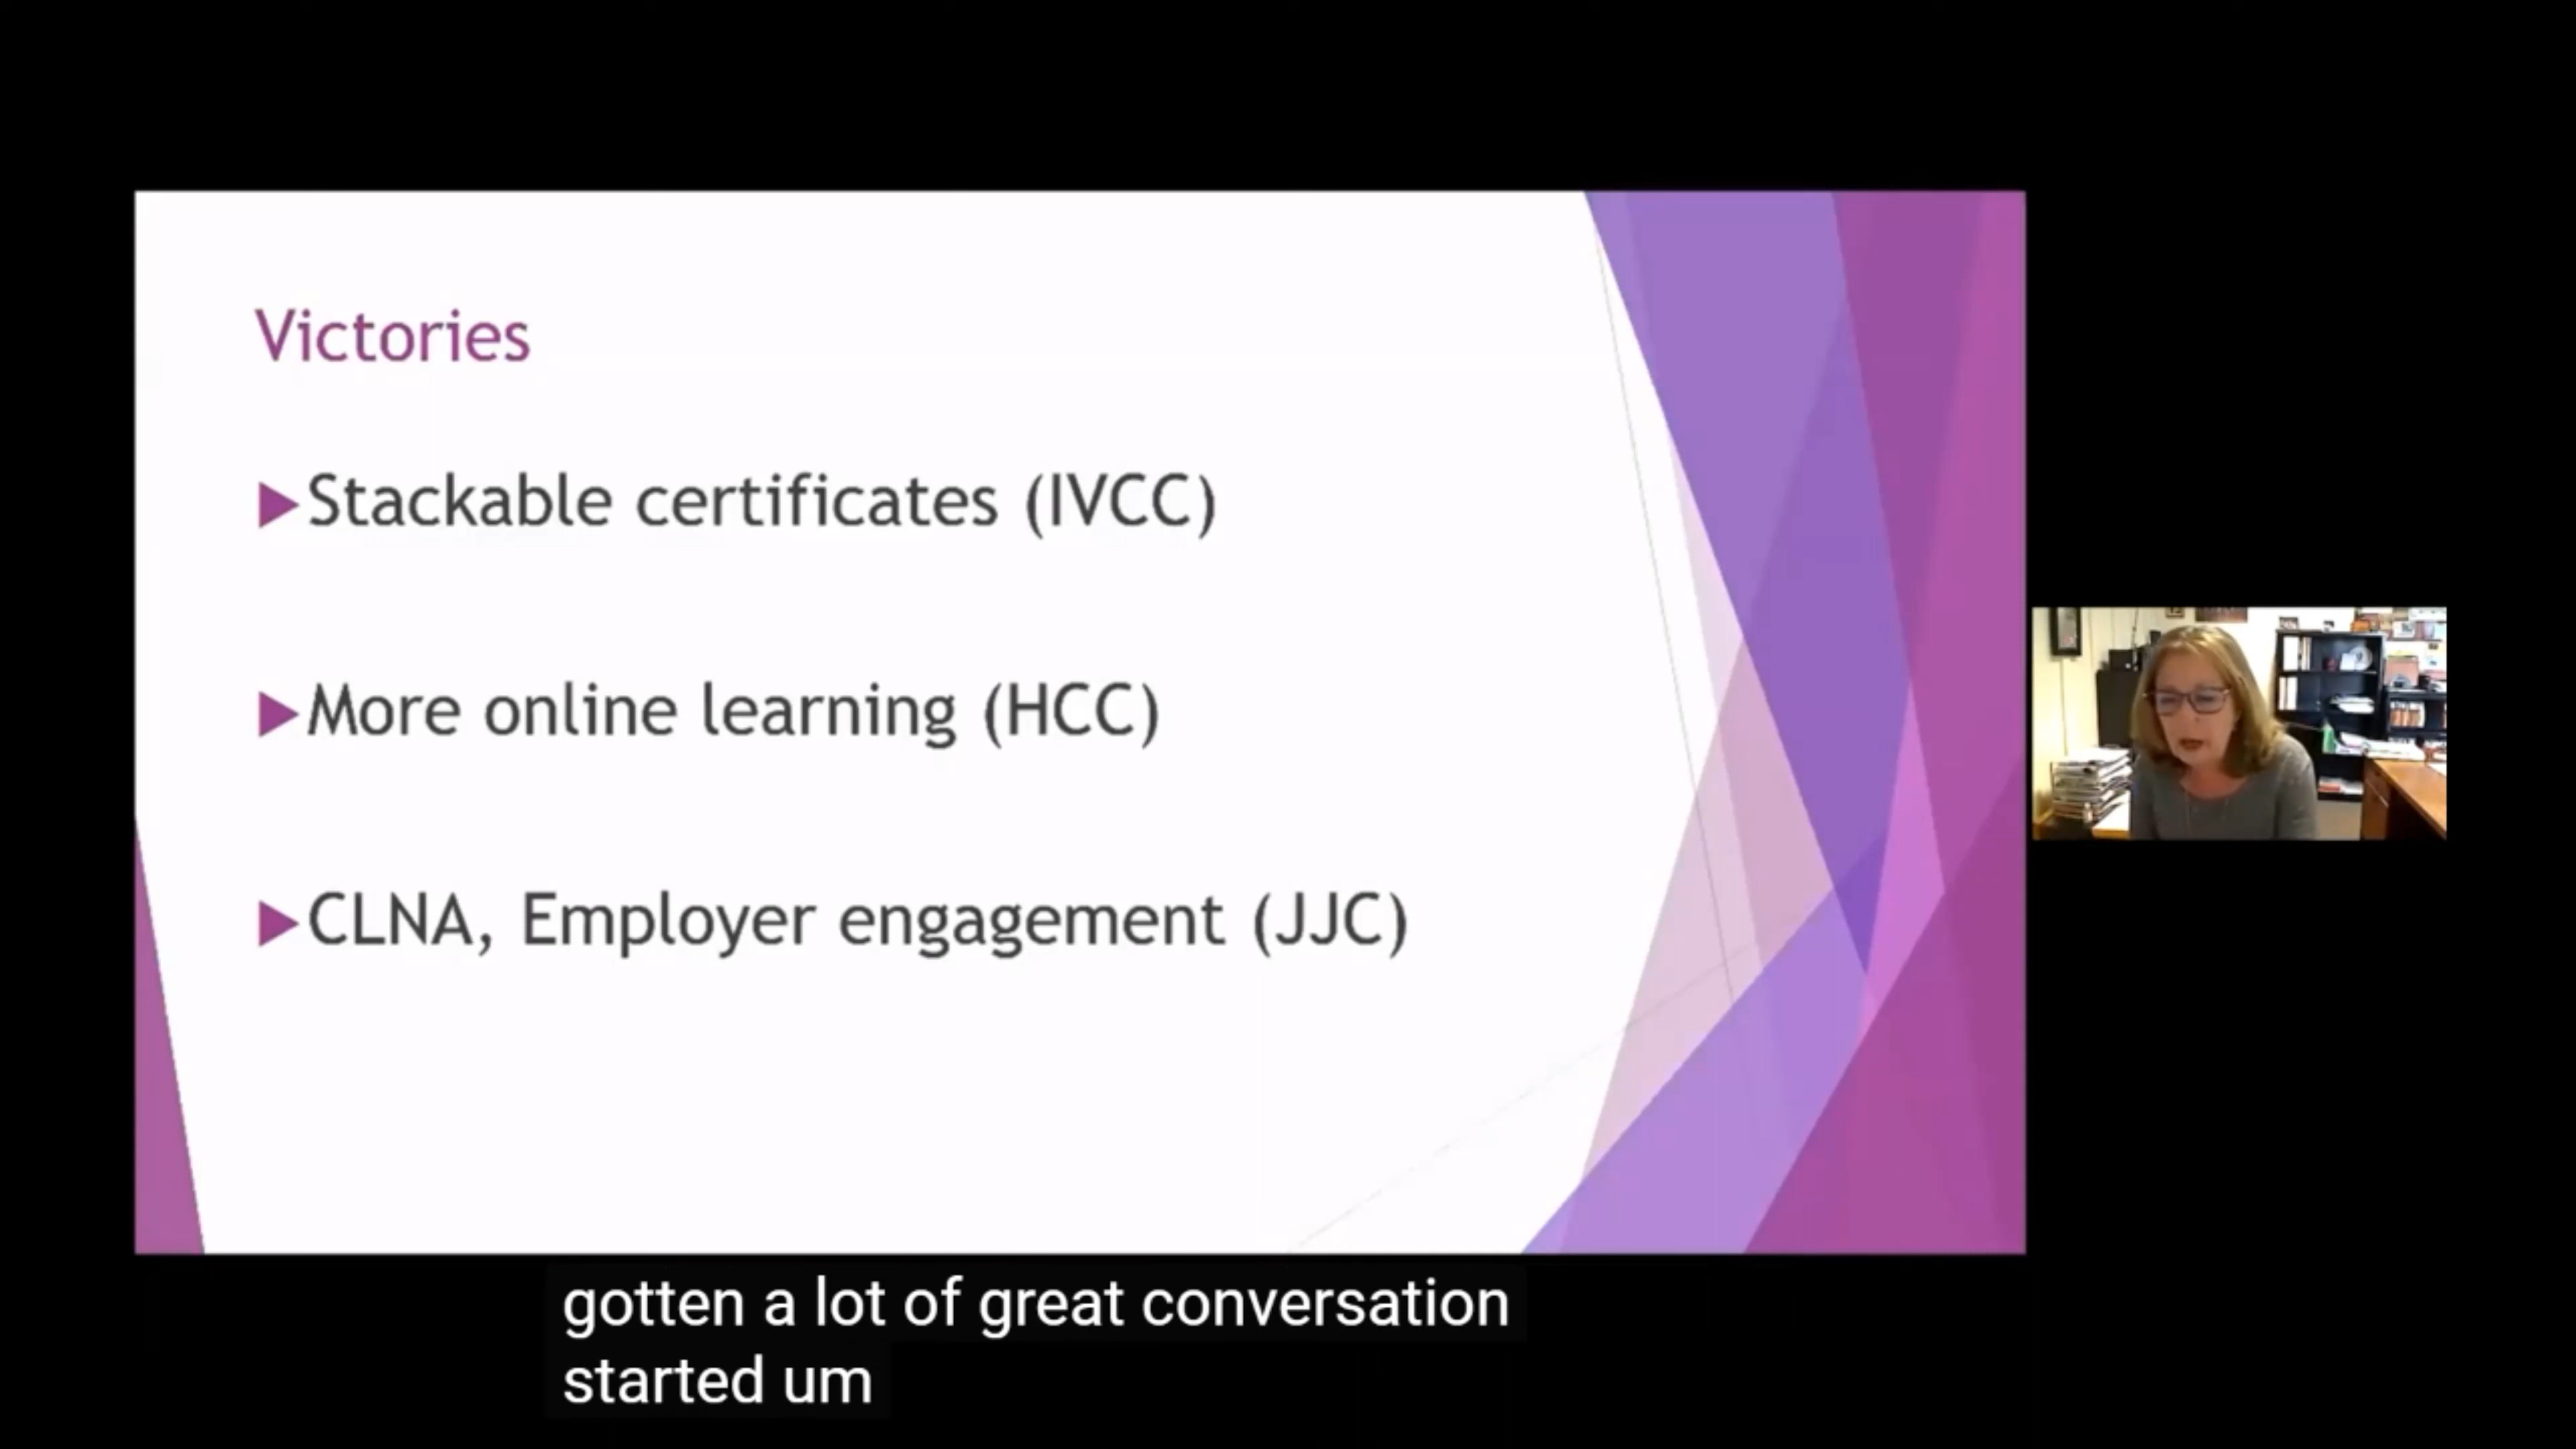 Victories
Stackable certificates (IVCC)
More online learning (HCC)
CLNA, Employer engagement (JJC)
gotten a lot of great conversation
started um